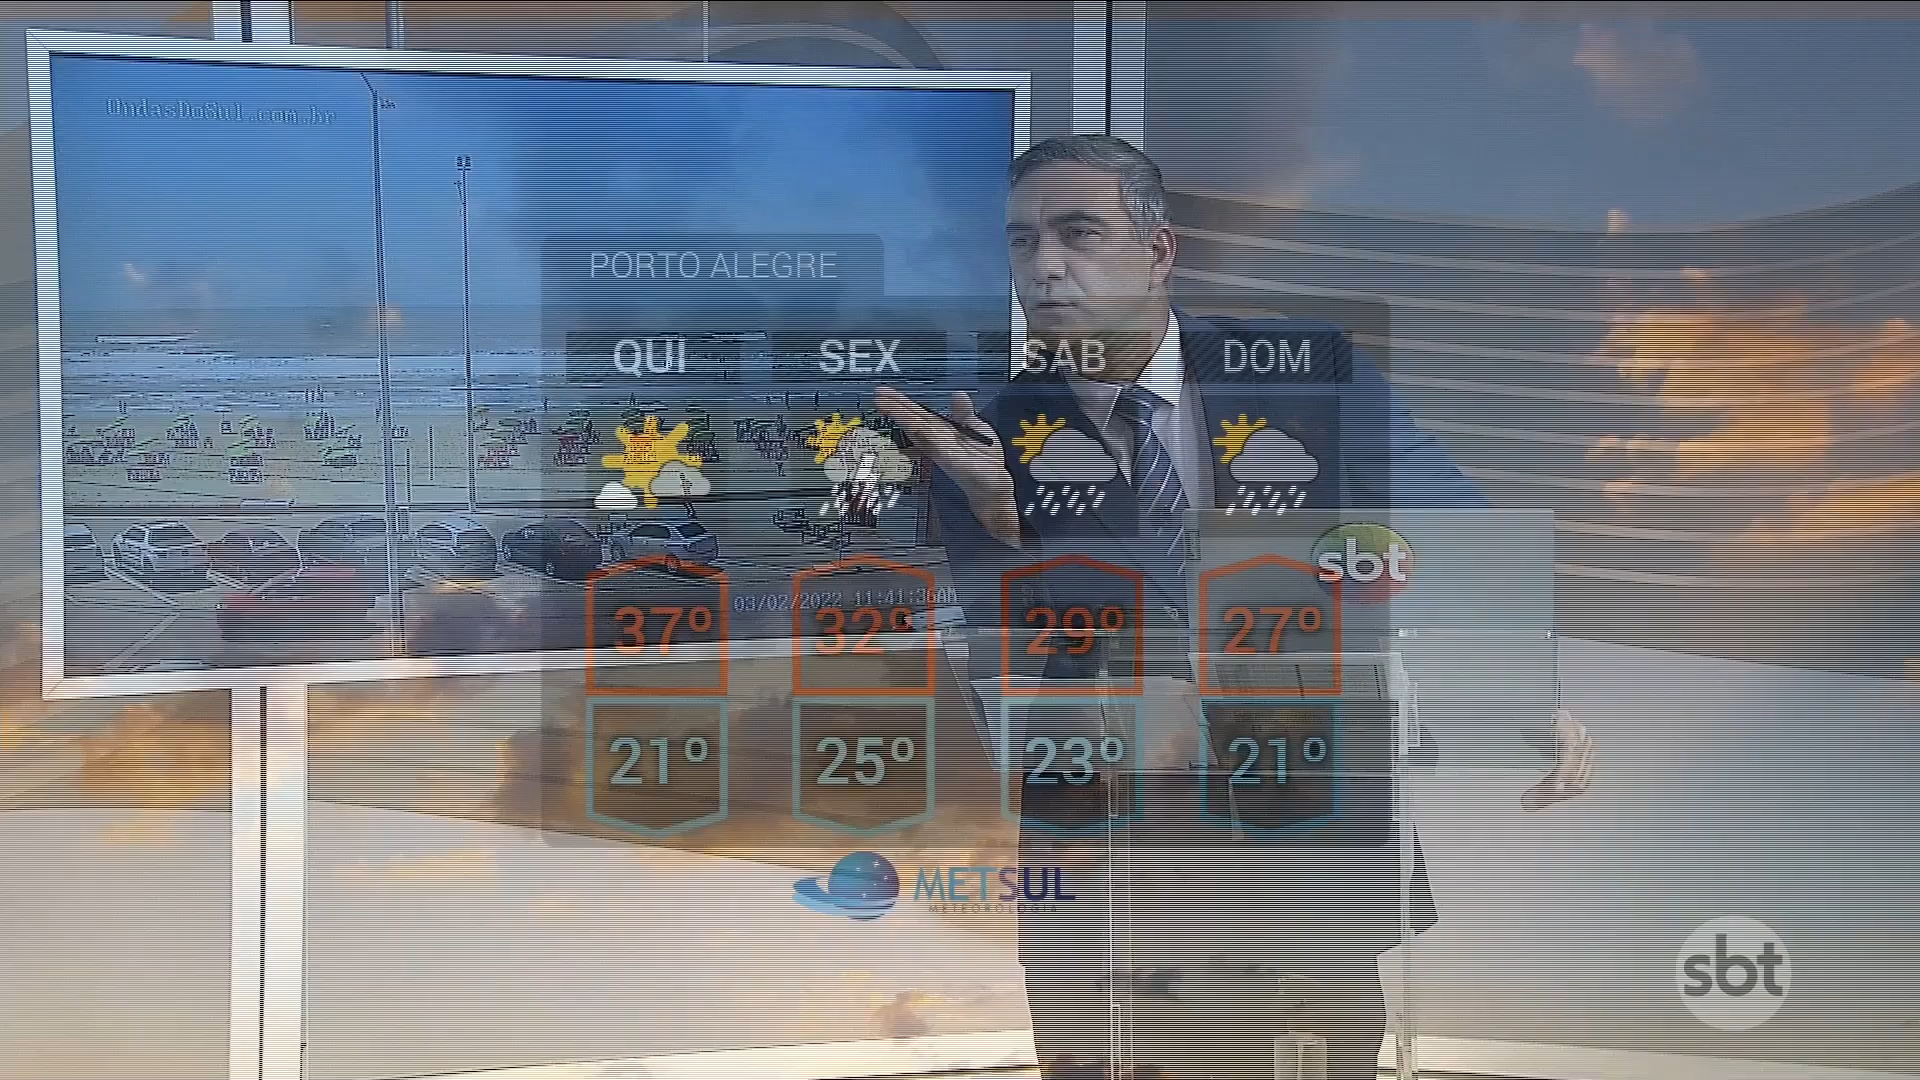 OndasDoSul.com.br
PORTO ALEGRE
QUI SEX SAB DOM
sbt
03/02/2022 11:41:36AM
37º 32º 29º 27º
21º 25º 23º 21º
METSUL
METEOROLOGIA
sbt